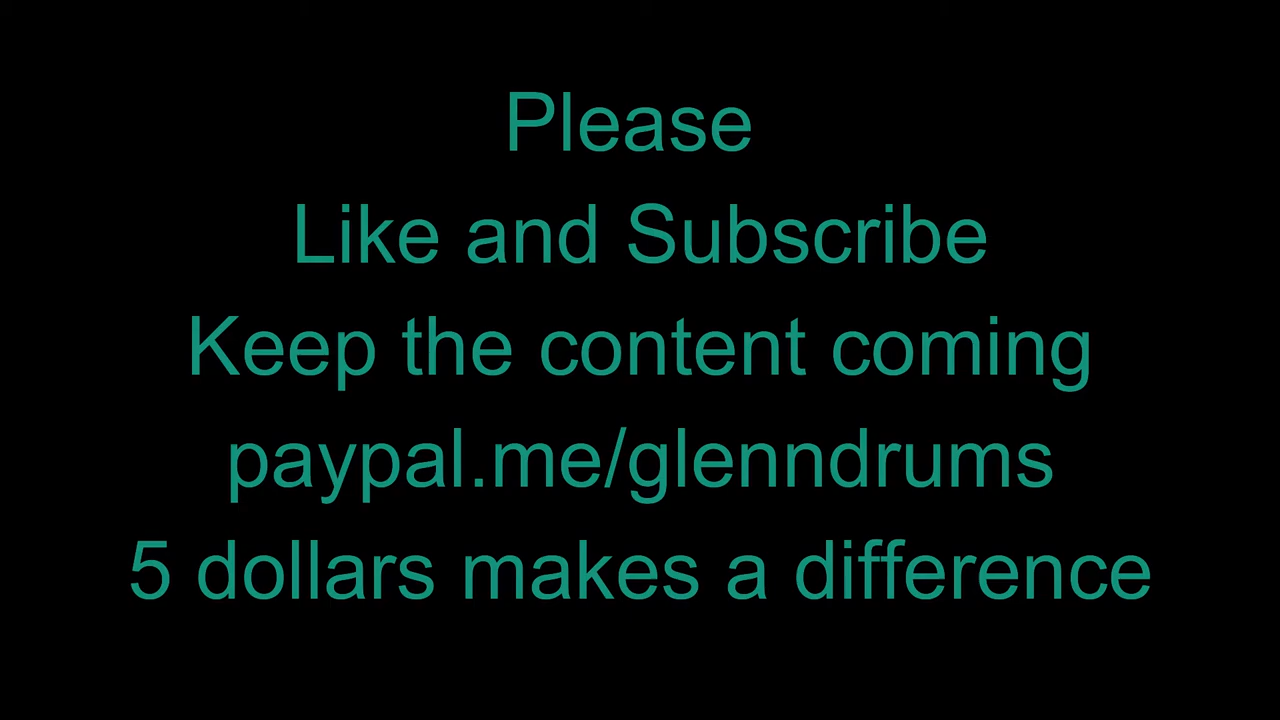 Please
Like and Subscribe
Keep the content coming
paypal.me/glenndrums
5 dollars makes a difference